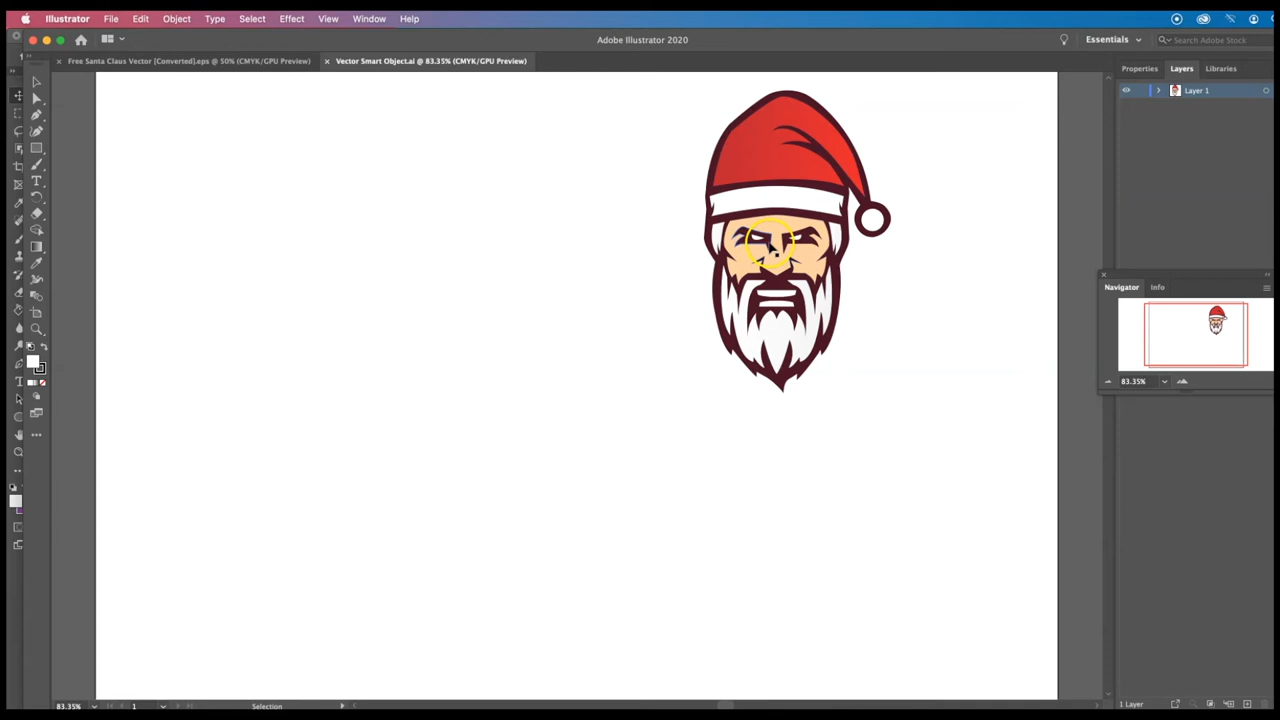 Illustrator File Edit Object Type Select Effect View Window Help
Adobe Illustrator 2020
Essentials
Search Adobe Stock
× Free Santa Claus Vector [Converted].eps @ 50% (CMYK/GPU Preview)
× Vector Smart Object.ai @ 83.35% (CMYK/GPU Preview)
Properties Layers Libraries
Layer 1
Navigator Info
83.35%
83.35% 1 Selection
1 Layer